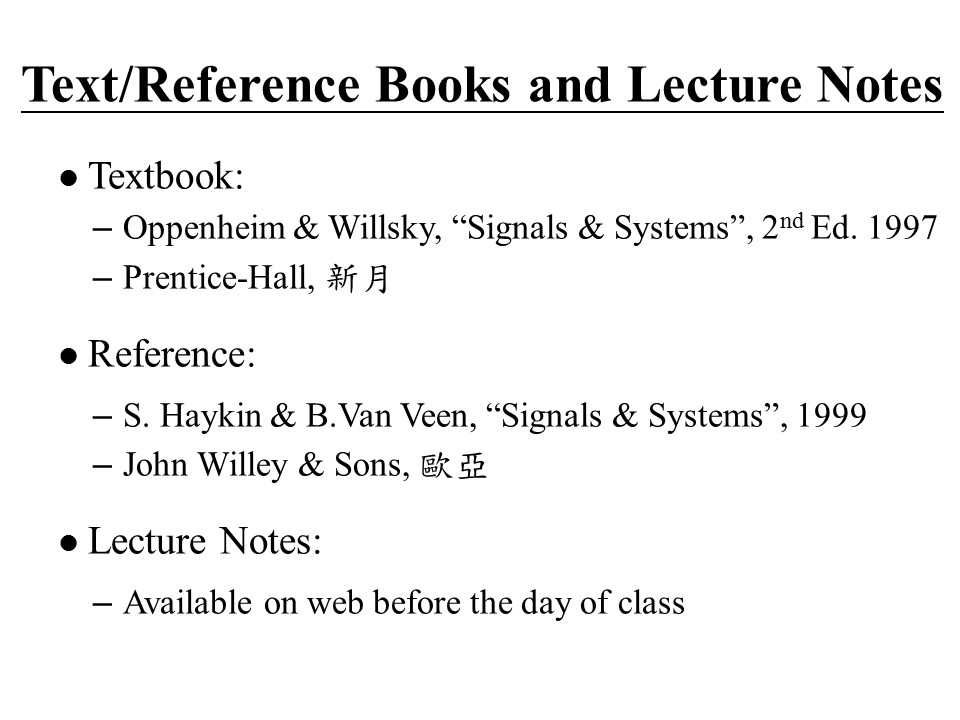 Text/Reference Books and Lecture Notes
● Textbook:
– Oppenheim & Willsky, “Signals & Systems”, 2nd Ed. 1997
– Prentice-Hall, 新月
● Reference:
– S. Haykin & B.Van Veen, “Signals & Systems”, 1999
– John Willey & Sons, 歐亞
● Lecture Notes:
– Available on web before the day of class